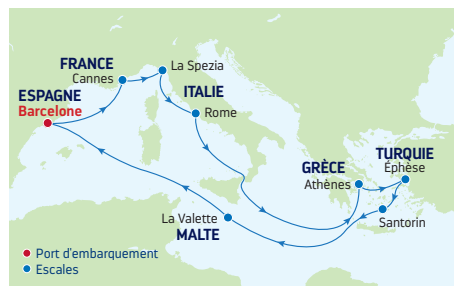 FRANCE
Cannes
La Spezia
ESPAGNE
Barcelone
ITALIE
Rome
GRÈCE
Athènes
TURQUIE
Éphèse
Santorin
La Valette
MALTE
Port d'embarquement
Escales